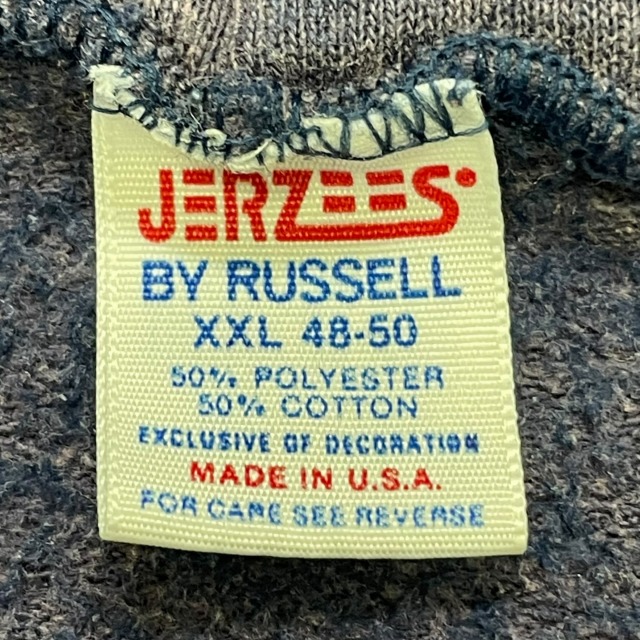 JERZEES
BY RUSSELL
XXL 48-50
50% POLYESTER
50% COTTON
EXCLUSIVE OF DECORATION
MADE IN U.S.A.
FOR CARE SEE REVERSE